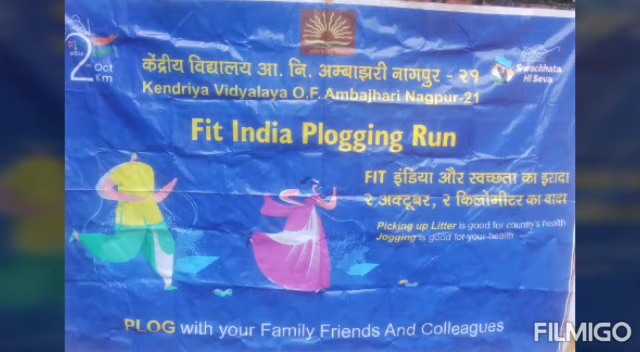 2 Oct
Km
Swachhata
Hi Seva
केंद्रीय विद्यालय आ. नि. अम्बाझरी नागपुर - २१
Kendriya Vidyalaya O.F. Ambajhari Nagpur-21
Fit India Plogging Run
FIT इंडिया और स्वच्छता का इरादा
२ अक्टूबर, २ किलोमीटर का वादा
Picking up Litter is good for country's health
Jogging is good for your health
PLOG with your Family Friends And Colleagues
FILMIGO